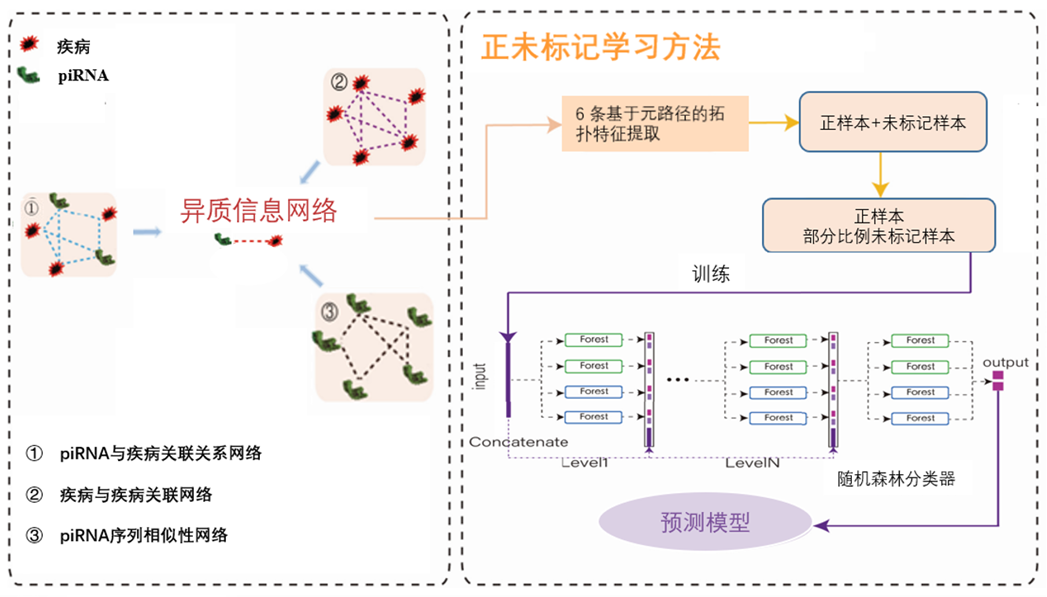 疾病
piRNA
②
①
异质信息网络
③
① piRNA与疾病关联关系网络
② 疾病与疾病关联网络
③ piRNA序列相似性网络
正未标记学习方法
6 条基于元路径的拓
扑特征提取
正样本+未标记样本
正样本
部分比例未标记样本
训练
input
Forest
Forest
Forest
Forest
Forest
Forest
Forest
Forest
Forest
Forest
Forest
Forest
output
Concatenate
Level1
LevelN
随机森林分类器
预测模型